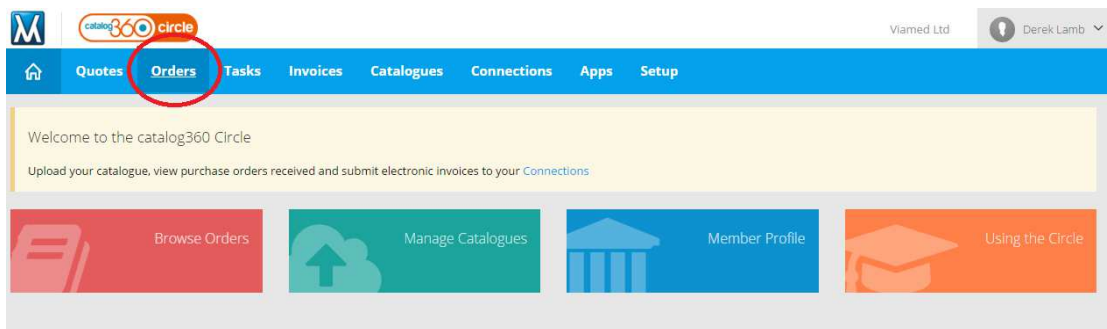 catalog360 circle
Viamed Ltd
Derek Lamb
Quotes Orders Tasks Invoices Catalogues Connections Apps Setup
Welcome to the catalog360 Circle
Upload your catalogue, view purchase orders received and submit electronic invoices to your Connections
Browse Orders
Manage Catalogues
Member Profile
Using the Circle